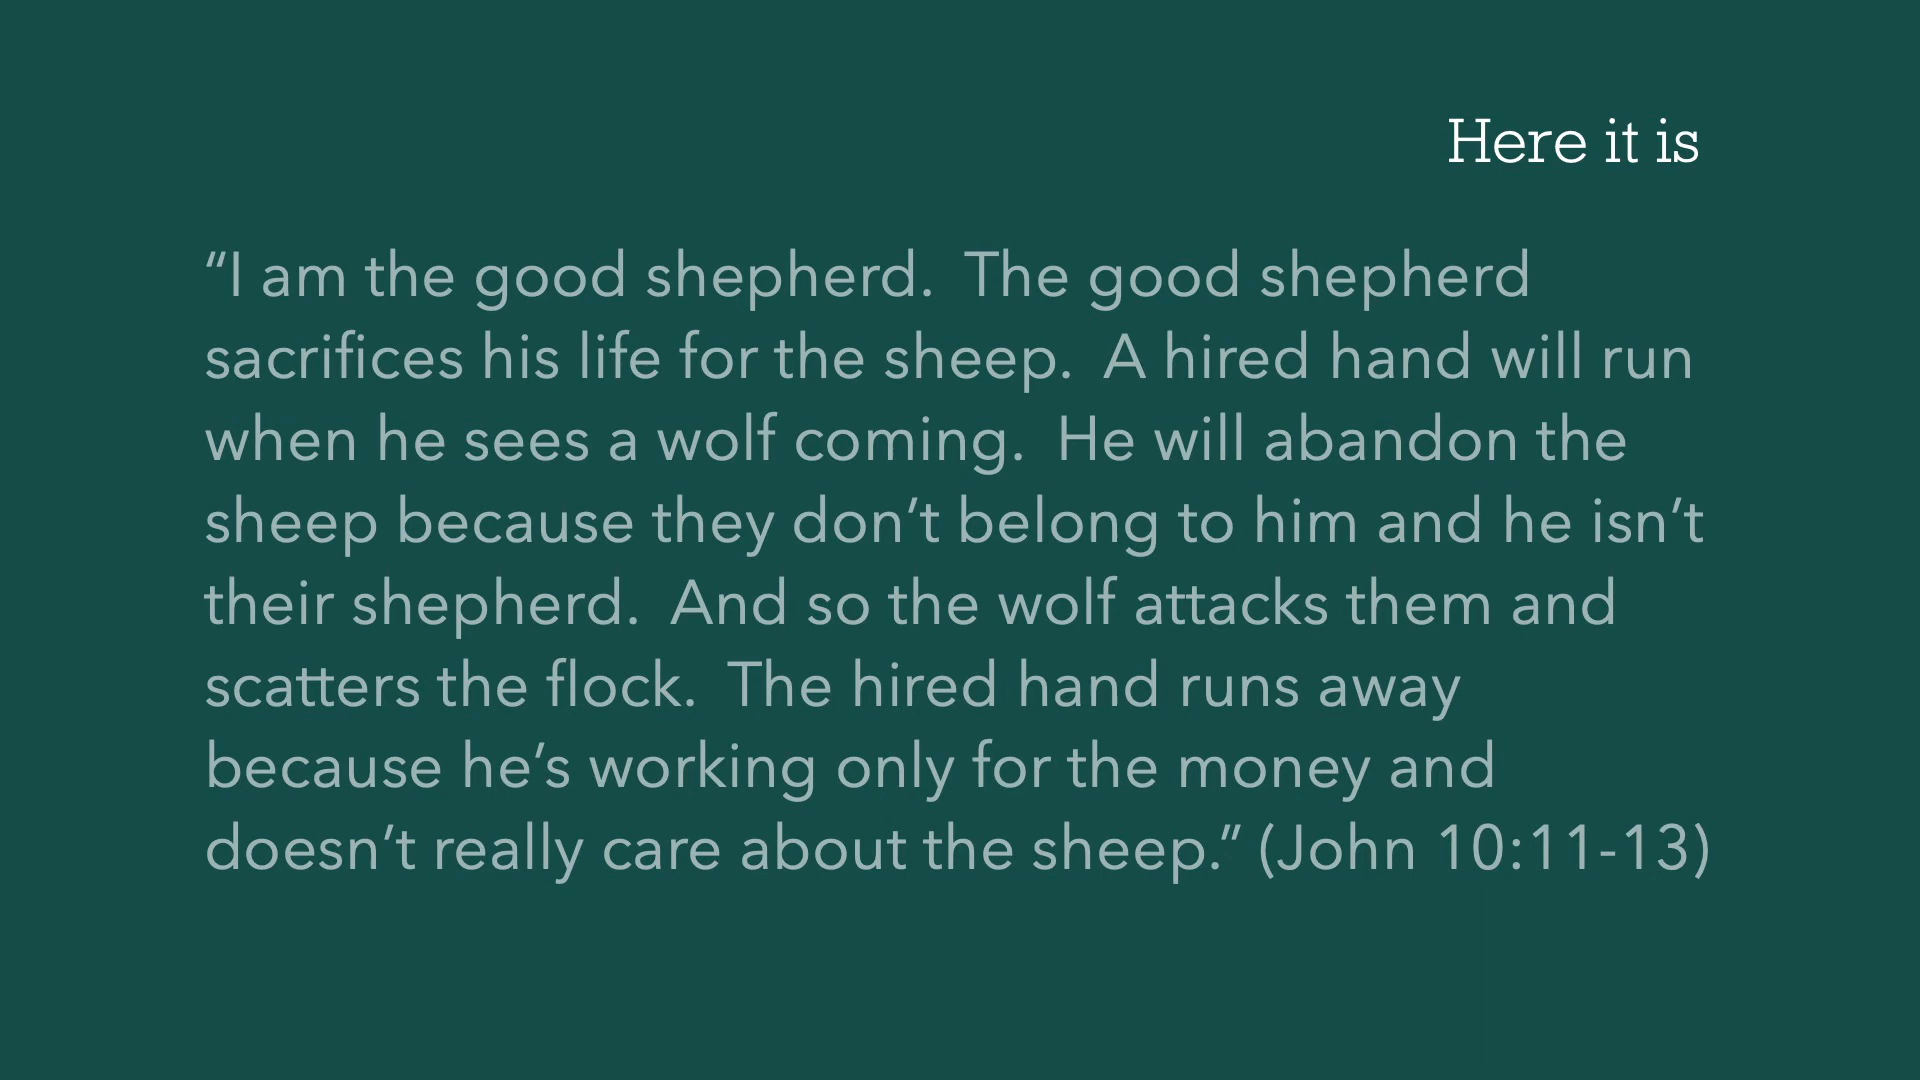 Here it is
“I am the good shepherd.  The good shepherd
sacrifices his life for the sheep.  A hired hand will run
when he sees a wolf coming.  He will abandon the
sheep because they don’t belong to him and he isn’t
their shepherd.  And so the wolf attacks them and
scatters the flock.  The hired hand runs away
because he’s working only for the money and
doesn’t really care about the sheep.” (John 10:11-13)